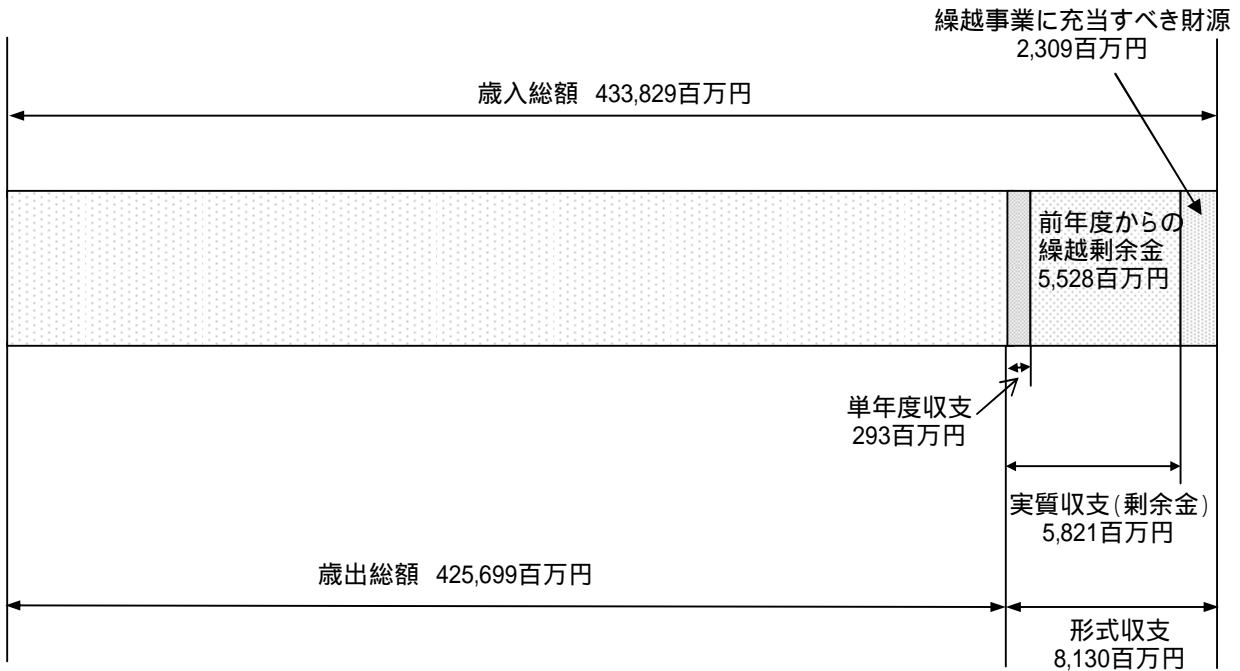 繰越事業に充当すべき財源
2,309百万円
歳入総額 433,829百万円
前年度からの
繰越剰余金
5,528百万円
単年度収支
293百万円
実質収支(剰余金)
5,821百万円
歳出総額 425,699百万円
形式収支
8,130百万円